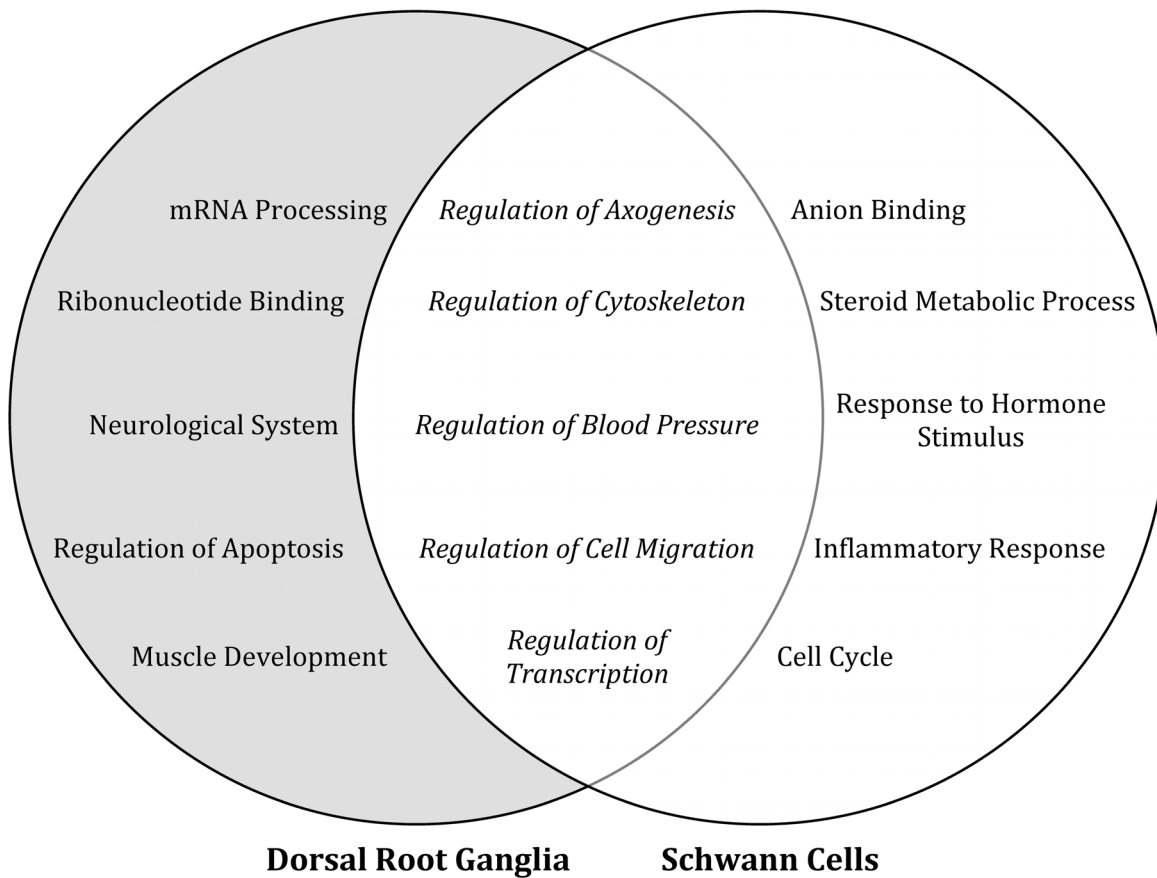 mRNA Processing
Regulation of Axogenesis
Anion Binding
Ribonucleotide Binding
Regulation of Cytoskeleton
Steroid Metabolic Process
Neurological System
Regulation of Blood Pressure
Response to Hormone
Stimulus
Regulation of Apoptosis
Regulation of Cell Migration
Inflammatory Response
Muscle Development
Regulation of
Transcription
Cell Cycle
Dorsal Root Ganglia
Schwann Cells